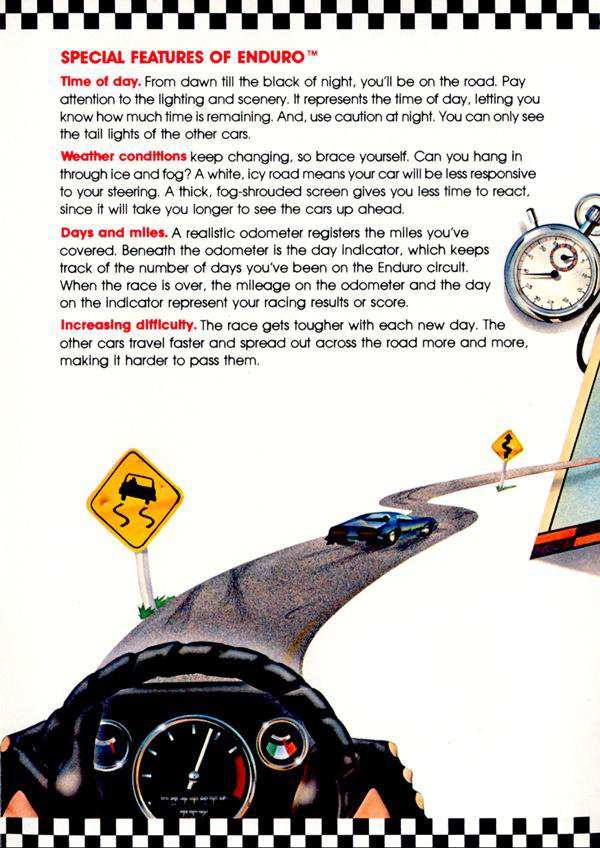 SPECIAL FEATURES OF ENDURO™
Time of day. From dawn till the black of night, you'll be on the road. Pay
attention to the lighting and scenery. It represents the time of day, letting you
know how much time is remaining. And, use caution at night. You can only see
the tail lights of the other cars.
Weather conditions keep changing, so brace yourself. Can you hang in
through ice and fog? A white, icy road means your car will be less responsive
to your steering. A thick, fog-shrouded screen gives you less time to react,
since it will take you longer to see the cars up ahead.
Days and miles. A realistic odometer registers the miles you've
covered. Beneath the odometer is the day indicator, which keeps
track of the number of days you've been on the Enduro circuit.
When the race is over, the mileage on the odometer and the day
on the indicator represent your racing results or score.
Increasing difficulty. The race gets tougher with each new day. The
other cars travel faster and spread out across the road more and more,
making it harder to pass them.